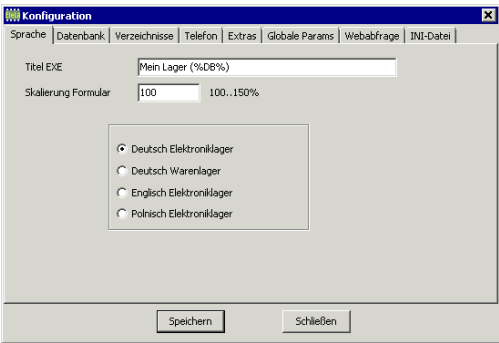 Konfiguration
Sprache Datenbank Verzeichnisse Telefon Extras Globale Params Webabfrage INI-Datei
Titel EXE Mein Lager (%DB%)
Skalierung Formular 100 100..150%
Deutsch Elektroniklager
Deutsch Warenlager
Englisch Elektroniklager
Polnisch Elektroniklager
Speichern Schließen